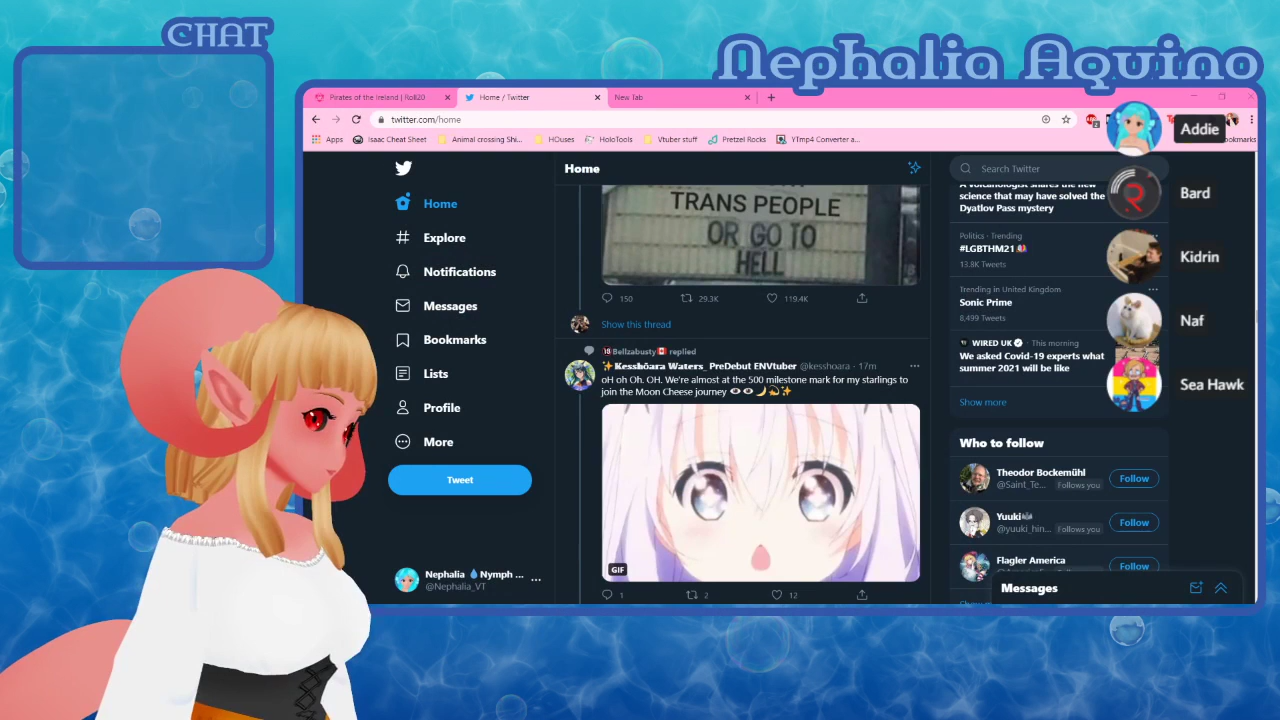 CHAT
Nephalia Aquino
Pirates of the Ireland | Roll20
Home / Twitter
New Tab
twitter.com/home
Apps
Isaac Cheat Sheet
Animal crossing Shi...
HOuses
HoloTools
Vtuber stuff
Pretzel Rocks
YTmp4 Converter a...
Home
Explore
Notifications
Messages
Bookmarks
Lists
Profile
More
Tweet
Nephalia 💧Nymph ...
@Nephalia_VT
Home
TRANS PEOPLE
OR GO TO
HELL
150
29.3K
119.4K
Show this thread
🔞Bellzabusty🇨🇦 replied
✨Kesshōara Waters_ PreDebut ENVtuber @kesshoara · 17m
oH oh Oh. OH. We're almost at the 500 milestone mark for my starlings to
join the Moon Cheese journey 👁👁🌙💫✨
GIF
1
2
12
Search Twitter
A volcanologist shares the new
science that may have solved the
Dyatlov Pass mystery
Politics · Trending
#LGBTHM21
13.8K Tweets
Trending in United Kingdom
Sonic Prime
8,499 Tweets
WIRED UK · This morning
We asked Covid-19 experts what
summer 2021 will be like
Show more
Who to follow
Theodor Bockemühl
@Saint_Te... Follows you
Follow
Yuuki
@yuuki_hin... Follows you
Follow
Flagler America
Follow
Messages
Addie
Bard
Kidrin
Naf
Sea Hawk